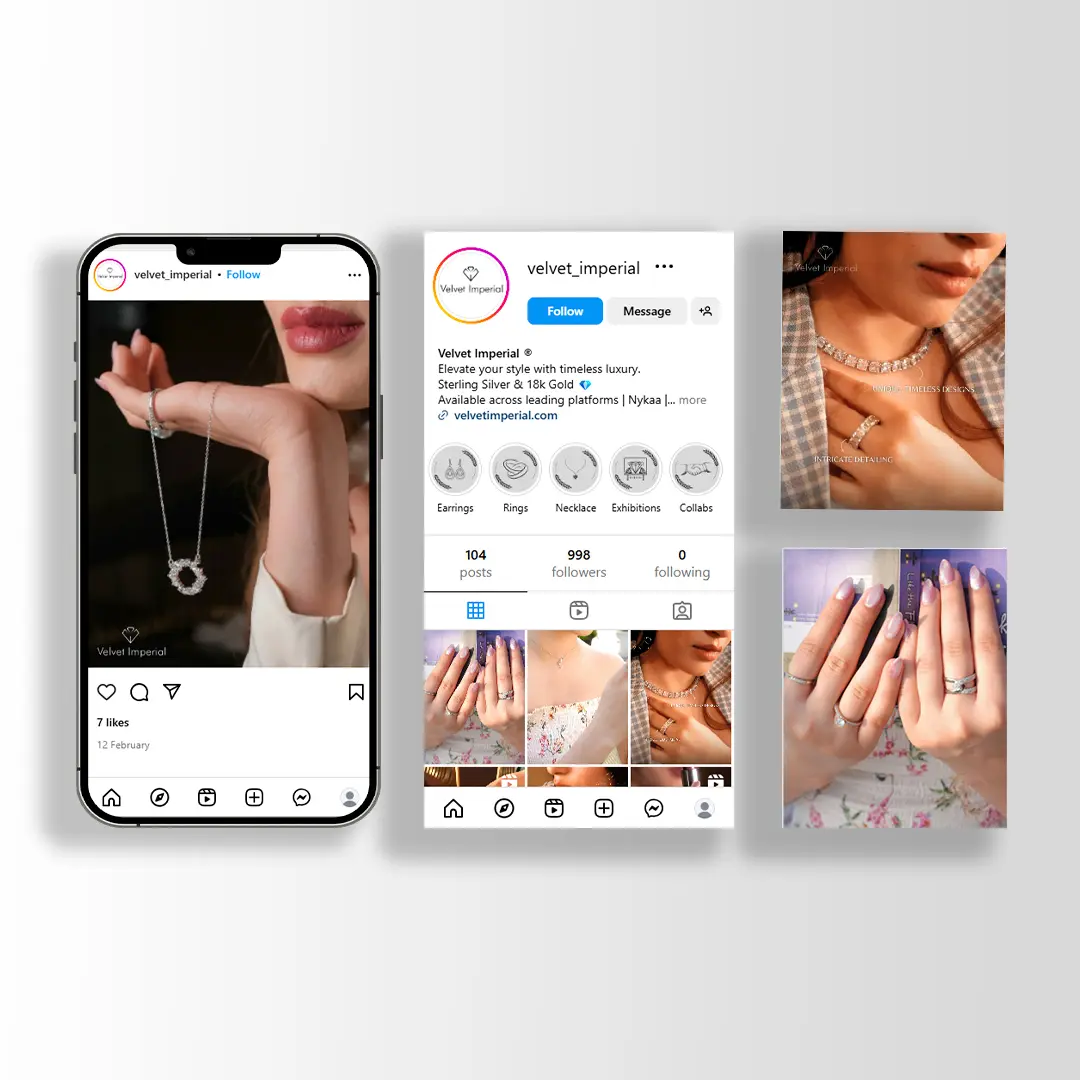 Velvet Imperial
velvet_imperial • Follow
Velvet Imperial
7 likes
12 February
Velvet Imperial
velvet_imperial
Follow
Message
Velvet Imperial ®
Elevate your style with timeless luxury.
Sterling Silver & 18k Gold 💎
Available across leading platforms | Nykaa |... more
velvetimperial.com
Earrings
Rings
Necklace
Exhibitions
Collabs
104
posts
998
followers
0
following
Velvet Imperial
TIMELESS DESIGNS
INTRICATE DETAILING